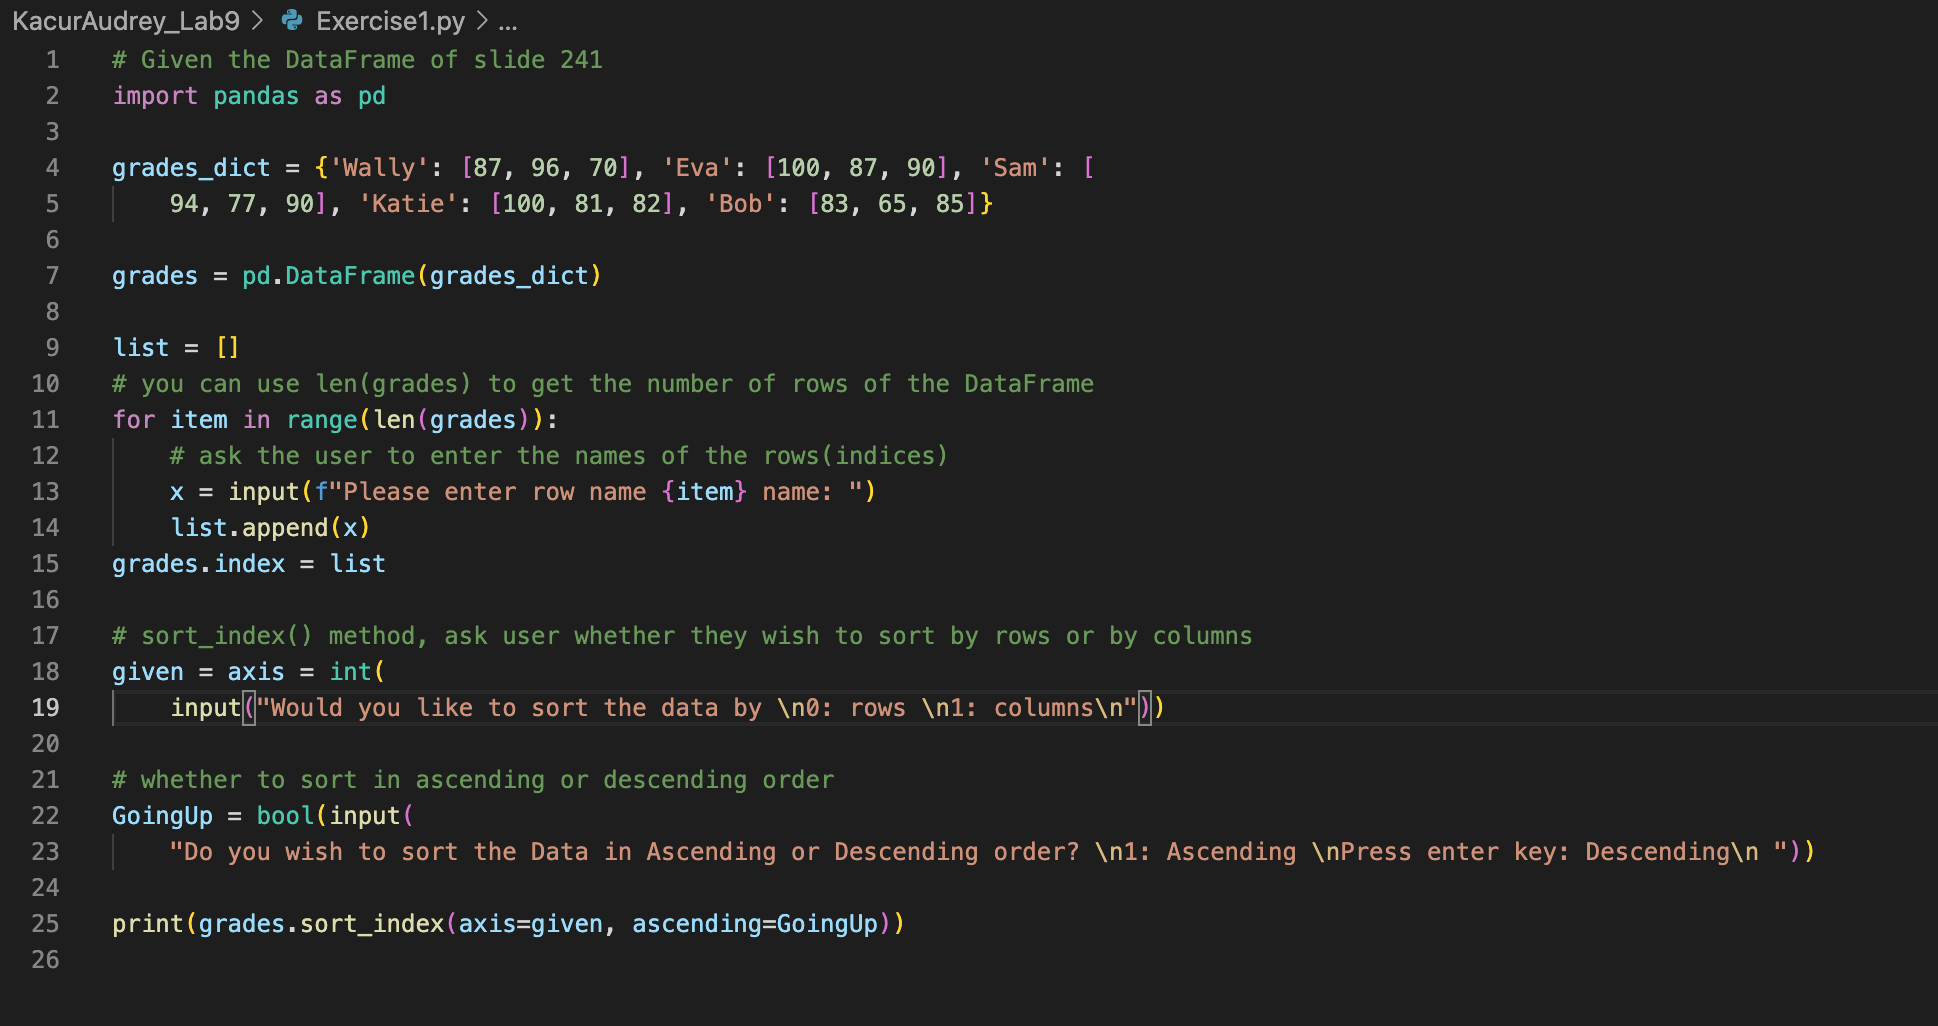 KacurAudrey_Lab9 > Exercise1.py > ...
1 # Given the DataFrame of slide 241
2 import pandas as pd
3
4 grades_dict = {'Wally': [87, 96, 70], 'Eva': [100, 87, 90], 'Sam': [
5     94, 77, 90], 'Katie': [100, 81, 82], 'Bob': [83, 65, 85]}
6
7 grades = pd.DataFrame(grades_dict)
8
9 list = []
10 # you can use len(grades) to get the number of rows of the DataFrame
11 for item in range(len(grades)):
12     # ask the user to enter the names of the rows(indices)
13     x = input(f"Please enter row name {item} name: ")
14     list.append(x)
15 grades.index = list
16
17 # sort_index() method, ask user whether they wish to sort by rows or by columns
18 given = axis = int(
19     input("Would you like to sort the data by \n0: rows \n1: columns\n"))
20
21 # whether to sort in ascending or descending order
22 GoingUp = bool(input(
23     "Do you wish to sort the Data in Ascending or Descending order? \n1: Ascending \nPress enter key: Descending\n "))
24
25 print(grades.sort_index(axis=given, ascending=GoingUp))
26